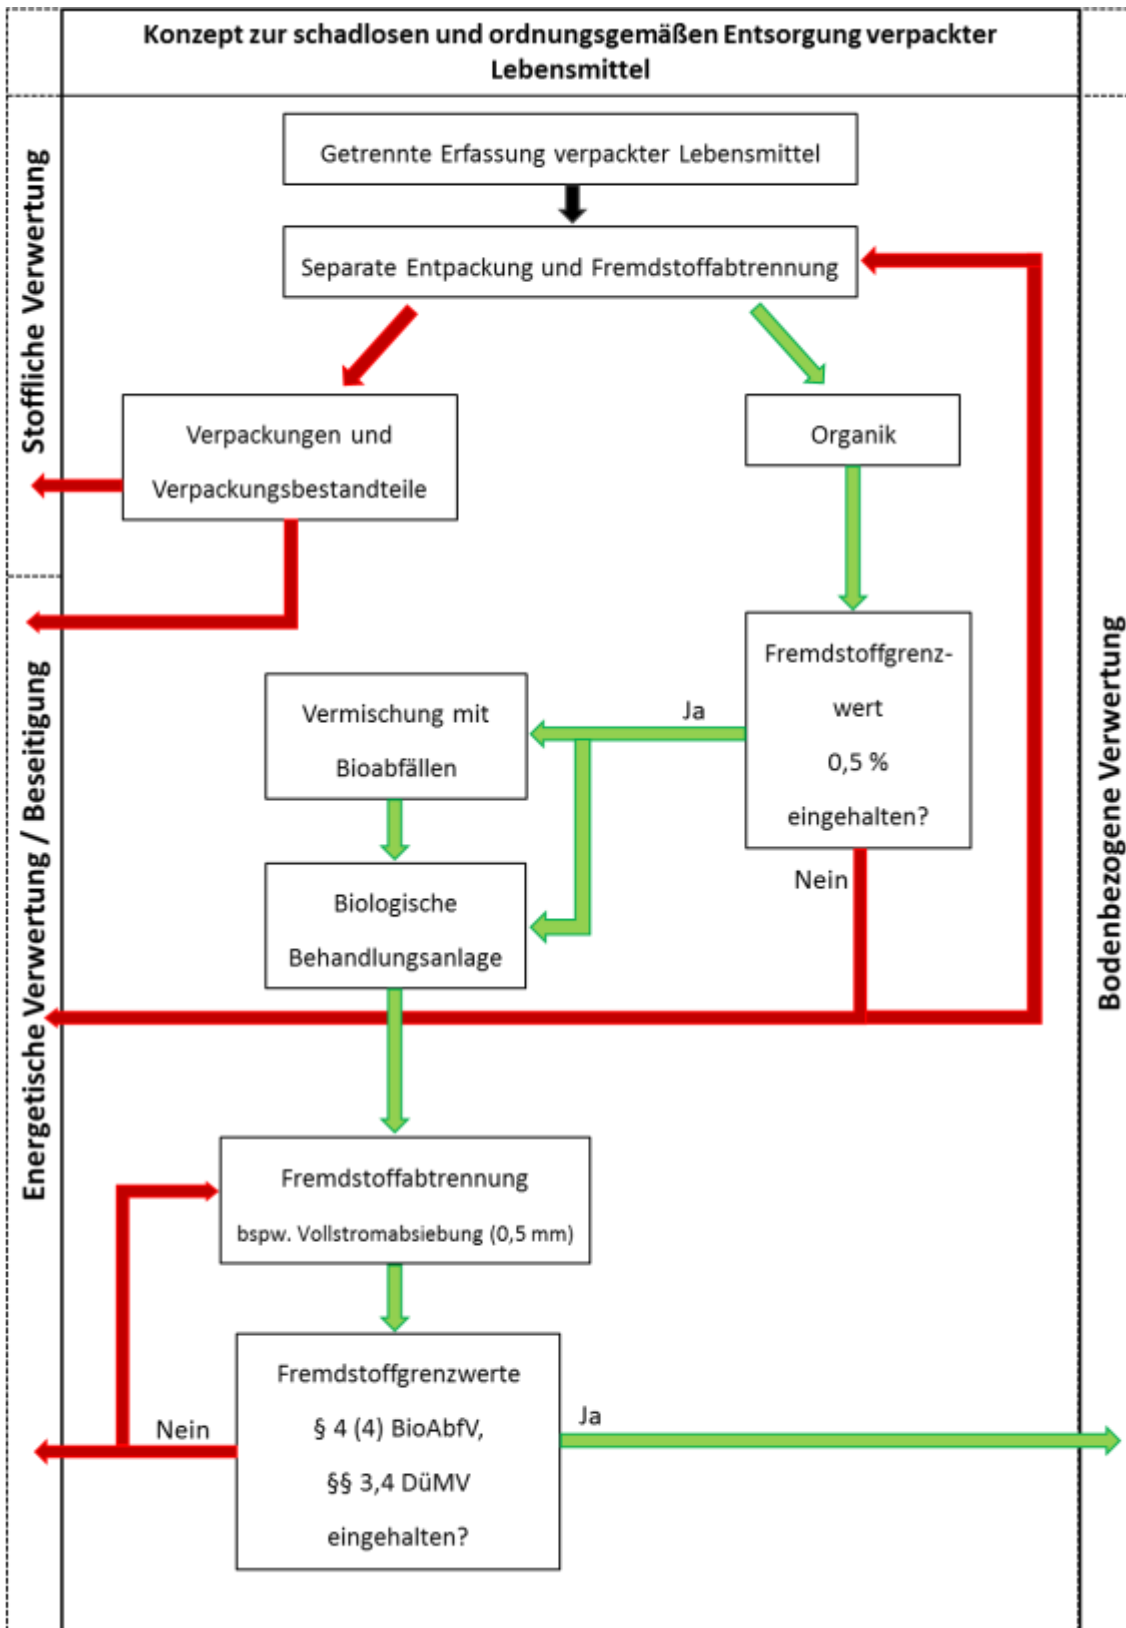 Konzept zur schadlosen und ordnungsgemäßen Entsorgung verpackter
Lebensmittel
Stoffliche Verwertung
Energetische Verwertung / Beseitigung
Getrennte Erfassung verpackter Lebensmittel
Separate Entpackung und Fremdstoffabtrennung
Verpackungen und
Verpackungsbestandteile
Organik
Fremdstoffgrenz-
wert
0,5 %
eingehalten?
Ja
Nein
Vermischung mit
Bioabfällen
Biologische
Behandlungsanlage
Fremdstoffabtrennung
bspw. Vollstromabsiebung (0,5 mm)
Fremdstoffgrenzwerte
§ 4 (4) BioAbfV,
§§ 3,4 DüMV
eingehalten?
Nein
Ja
Bodenbezogene Verwertung